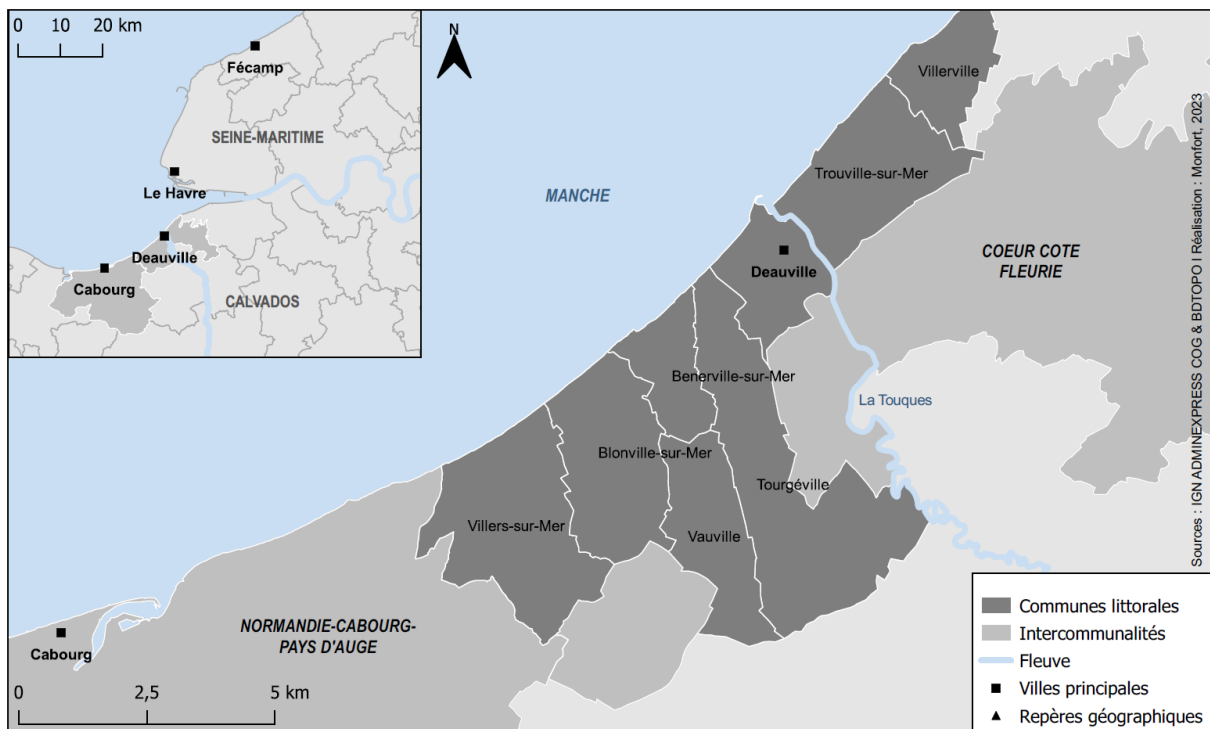 0 10 20 km
Fécamp
SEINE-MARITIME
Le Havre
Deauville
Cabourg
CALVADOS
N
MANCHE
Villerville
Trouville-sur-Mer
Deauville
COEUR COTE
FLEURIE
Benerville-sur-Mer
La Touques
Blonville-sur-Mer
Tourgéville
Villers-sur-Mer
Vauville
NORMANDIE-CABOURG-
PAYS D'AUGE
Cabourg
0 2,5 5 km
Communes littorales
Intercommunalités
Fleuve
Villes principales
Repères géographiques
Sources : IGN ADMINEXPRESS COG & BDTOPO I Réalisation : Monfort, 2023